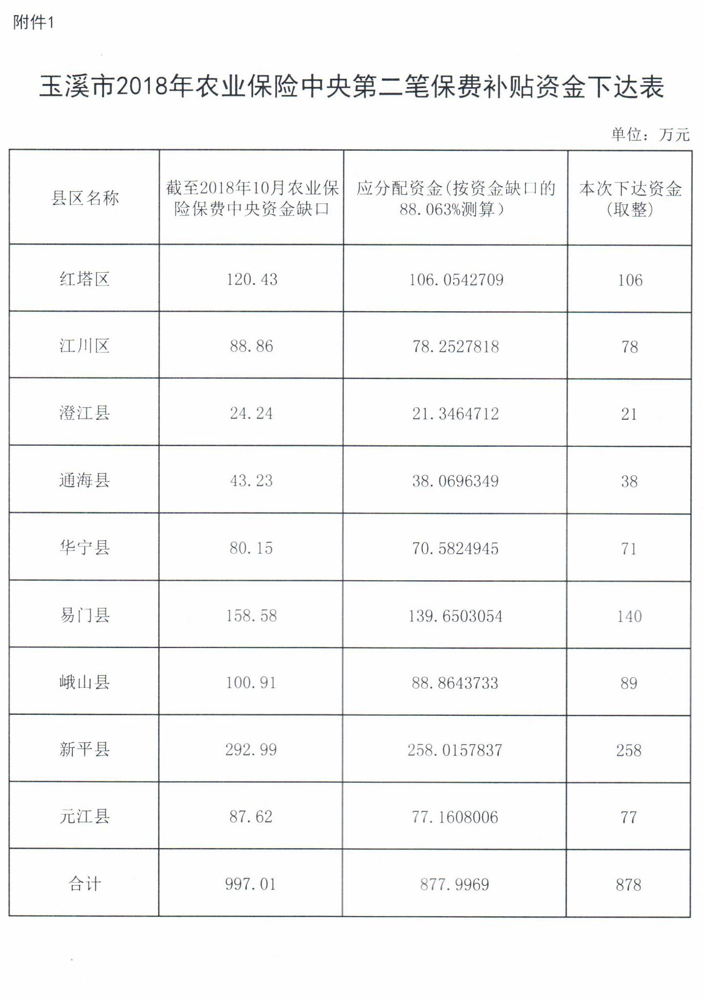 附件1
玉溪市2018年农业保险中央第二笔保费补贴资金下达表
单位：万元
县区名称 截至2018年10月农业保 应分配资金(按资金缺口的 本次下达资金
险保费中央资金缺口 88.063%测算) (取整)
红塔区 120.43 106.0542709 106
江川区 88.86 78.2527818 78
澄江县 24.24 21.3464712 21
通海县 43.23 38.0696349 38
华宁县 80.15 70.5824945 71
易门县 158.58 139.6503054 140
峨山县 100.91 88.8643733 89
新平县 292.99 258.0157837 258
元江县 87.62 77.1608006 77
合计 997.01 877.9969 878